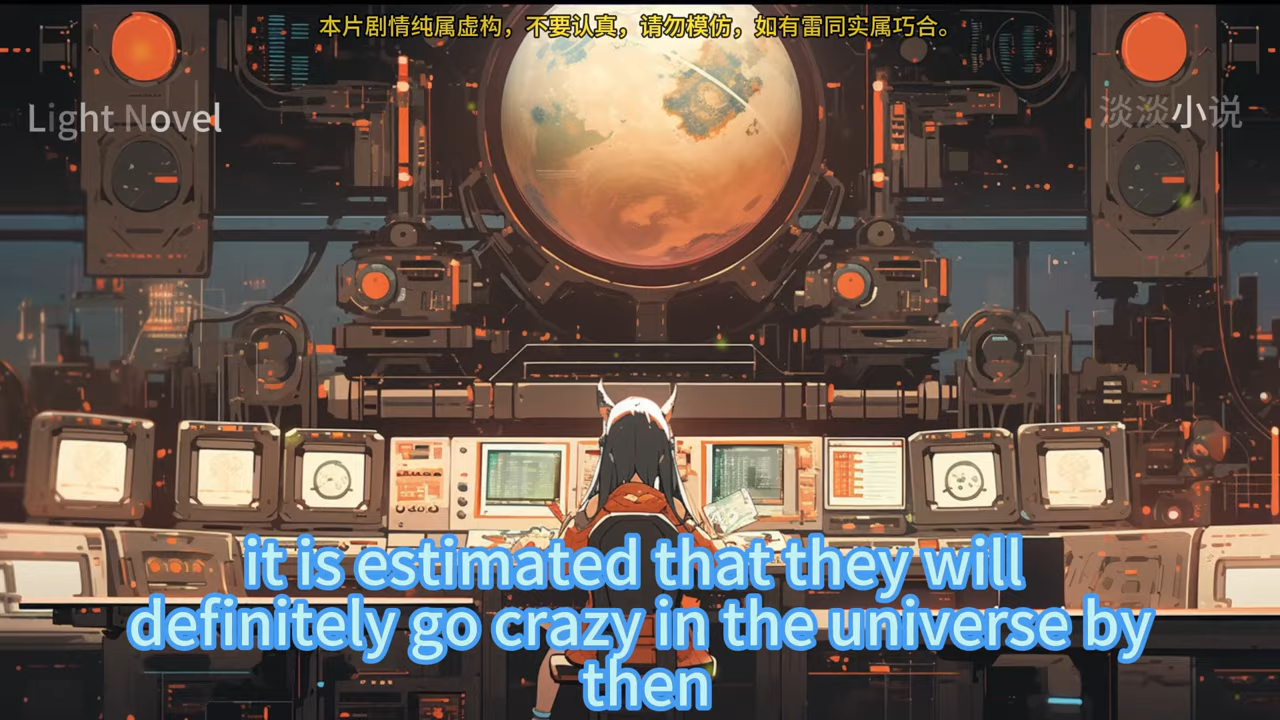 本片剧情纯属虚构，不要认真，请勿模仿，如有雷同实属巧合。
Light Novel
淡淡小说
it is estimated that they will
definitely go crazy in the universe by
then